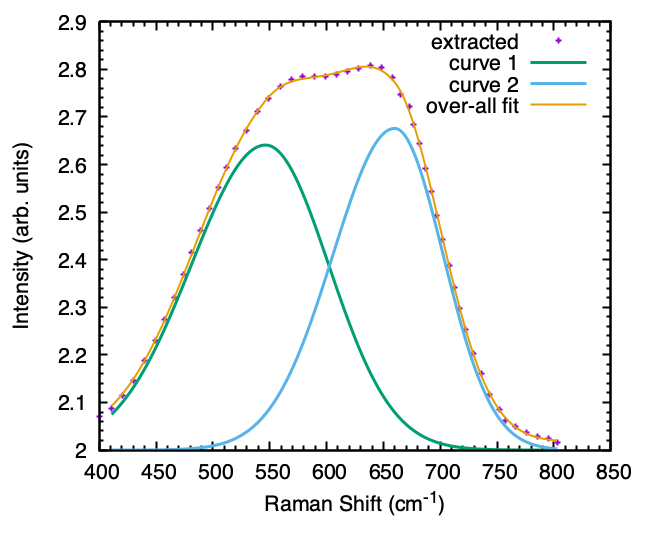 2.9
2.8
2.7
2.6
2.5
2.4
2.3
2.2
2.1
2
Intensity (arb. units)
extracted
curve 1
curve 2
over-all fit
400 450 500 550 600 650 700 750 800 850
Raman Shift (cm⁻¹)